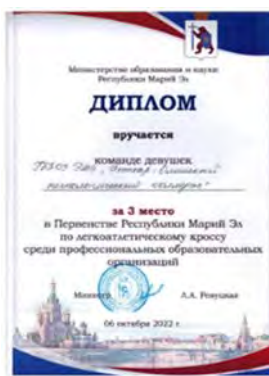 Министерство образования и науки
Республики Марий Эл
ДИПЛОМ
вручается
команде девушек
за 3 место
в Первенстве Республики Марий Эл
по легкоатлетическому кроссу
среди профессиональных образовательных
организаций
Министр Л.А. Ревуцкая
06 октября 2022 г.